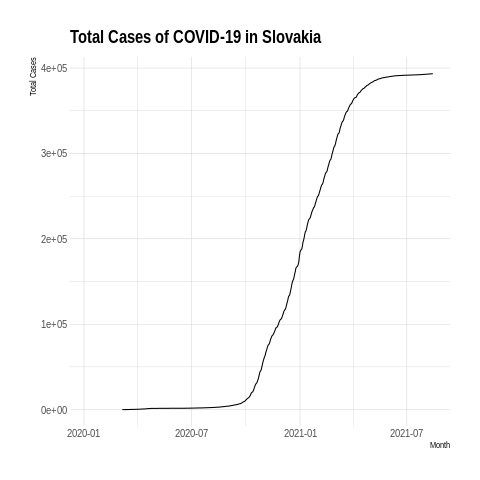 Total Cases of COVID-19 in Slovakia
Total Cases
4e+05
3e+05
2e+05
1e+05
0e+00
2020-01 2020-07 2021-01 2021-07
Month